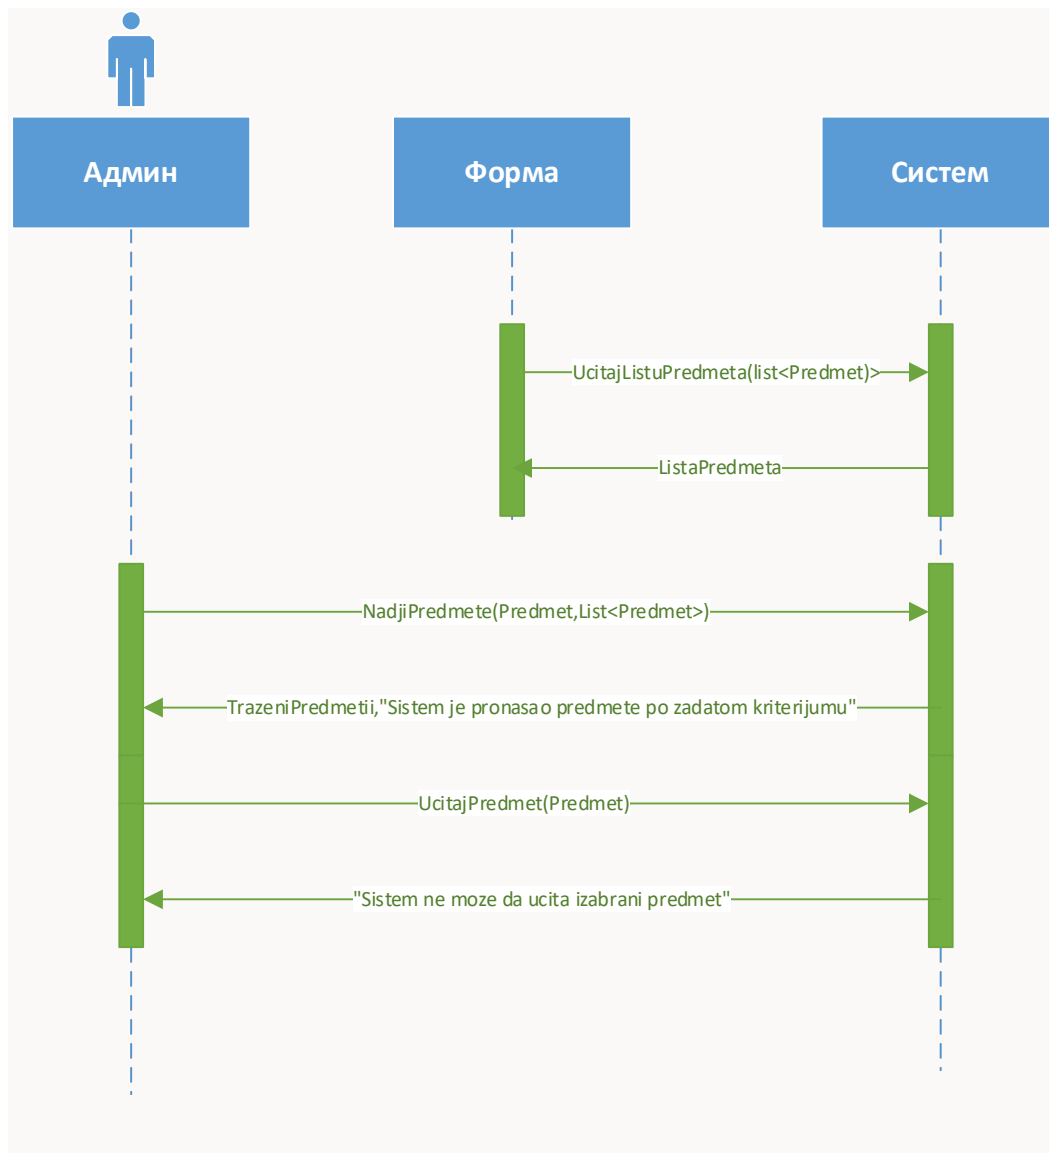 Админ
Форма
Систем
UcitajListuPredmeta(list<Predmet)>
ListaPredmeta
NadjiPredmete(Predmet,List<Predmet>)
TrazeniPredmetii,"Sistem je pronasao predmete po zadatom kriterijumu"
UcitajPredmet(Predmet)
"Sistem ne moze da ucita izabrani predmet"